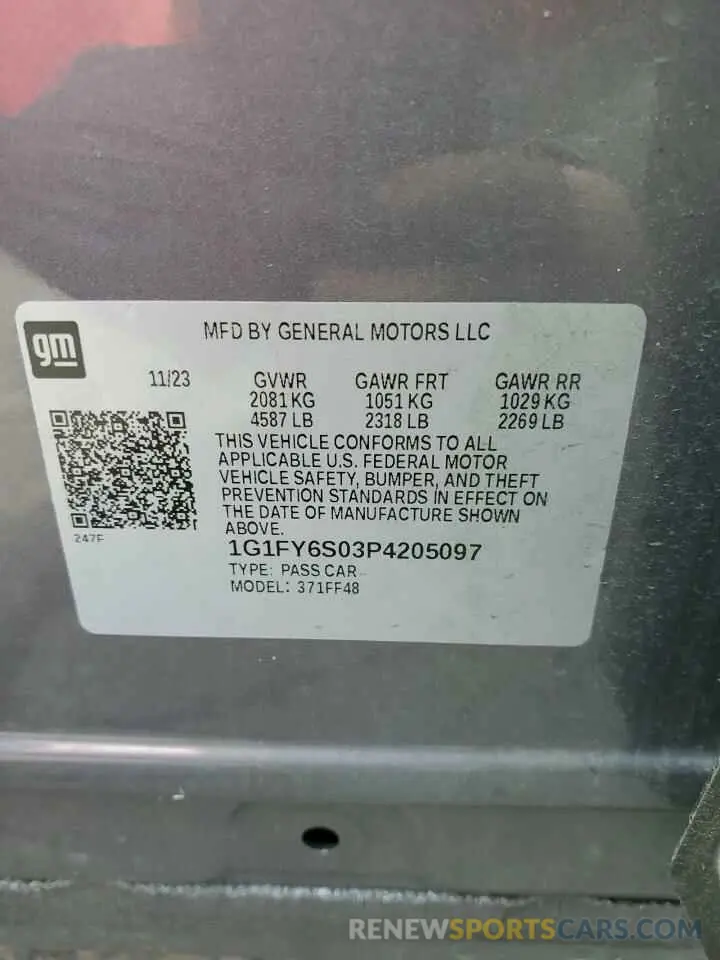 gm
MFD BY GENERAL MOTORS LLC
11/23 GVWR GAWR FRT GAWR RR
2081 KG 1051 KG 1029 KG
4587 LB 2318 LB 2269 LB
THIS VEHICLE CONFORMS TO ALL
APPLICABLE U.S. FEDERAL MOTOR
VEHICLE SAFETY, BUMPER, AND THEFT
PREVENTION STANDARDS IN EFFECT ON
THE DATE OF MANUFACTURE SHOWN
ABOVE.
247F
1G1FY6S03P4205097
TYPE: PASS CAR
MODEL: 371FF48
RENEWSPORTSCARS.COM